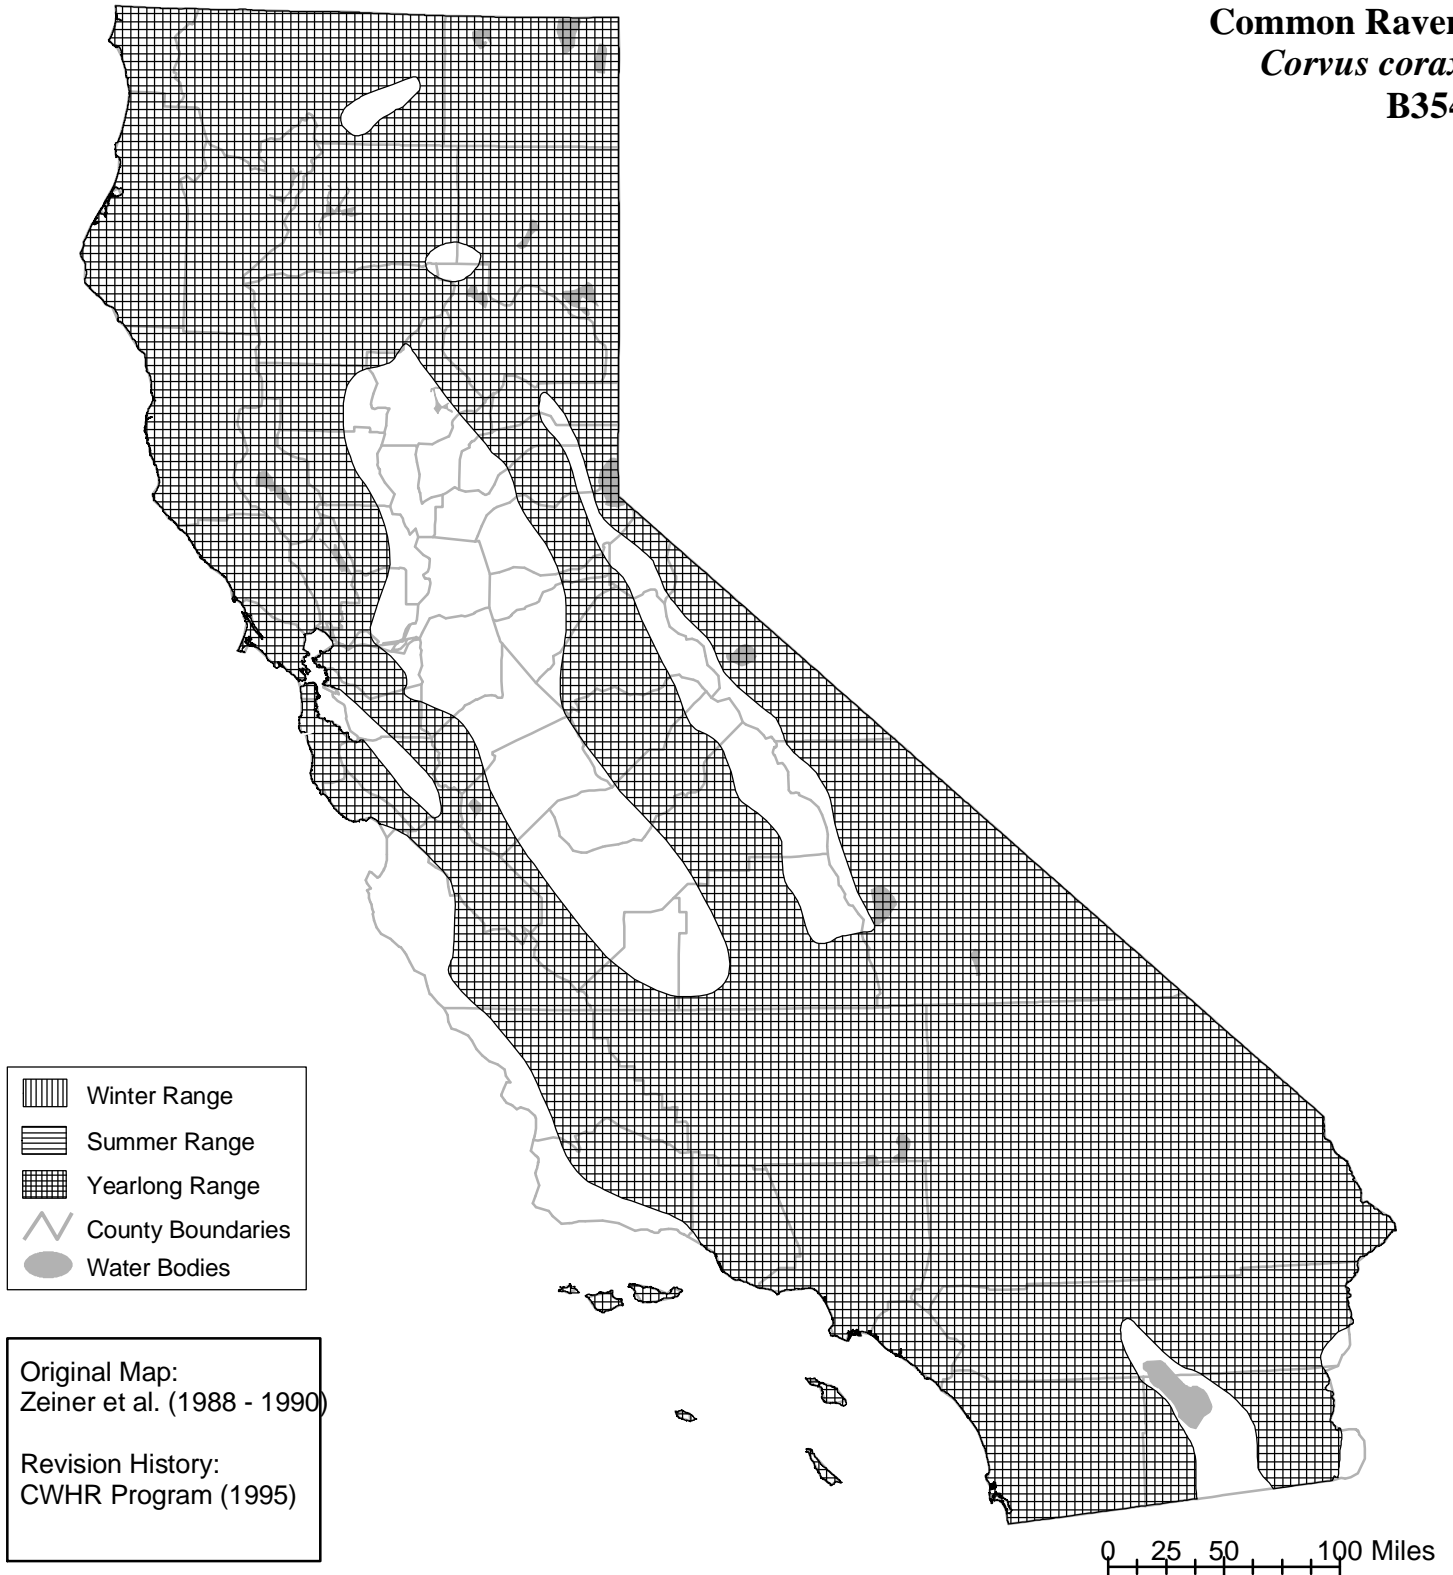 Common Raven
Corvus corax
B354
Winter Range
Summer Range
Yearlong Range
County Boundaries
Water Bodies
Original Map:
Zeiner et al. (1988 - 1990)
Revision History:
CWHR Program (1995)
0 25 50 100 Miles